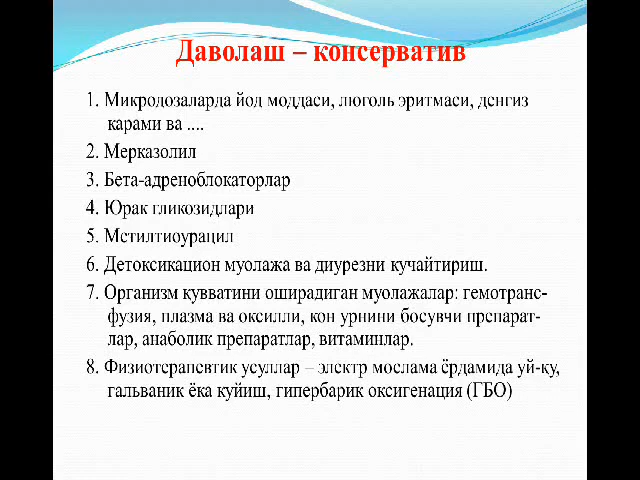 Даволаш – консерватив
1. Микродозаларда йод моддаси, люголь эритмаси, денгиз
карами ва ....
2. Мерказолил
3. Бета-адреноблокаторлар
4. Юрак гликозидлари
5. Мстилтиоурацил
6. Детоксикацион муолажа ва диурезни кучайтириш.
7. Организм қувватини оширадиган муолажалар: гемотранс-
фузия, плазма ва оксилли, кон урнини босувчи препарат-
лар, анаболик препаратлар, витаминлар.
8. Физиотерапевтик усуллар – электр мослама ёрдамида уй-ку,
гальваник ёка куйиш, гипербарик оксигенация (ГБО)